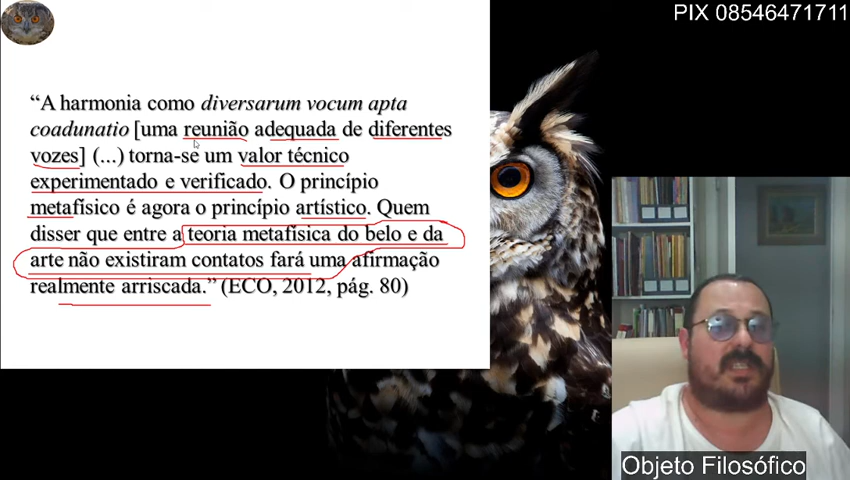 PIX 08546471711
“A harmonia como diversarum vocum apta
coadunatio [uma reunião adequada de diferentes
vozes] (...) torna-se um valor técnico
experimentado e verificado. O princípio
metafísico é agora o princípio artístico. Quem
disser que entre a teoria metafísica do belo e da
arte não existiram contatos fará uma afirmação
realmente arriscada.” (ECO, 2012, pág. 80)
Objeto Filosófico